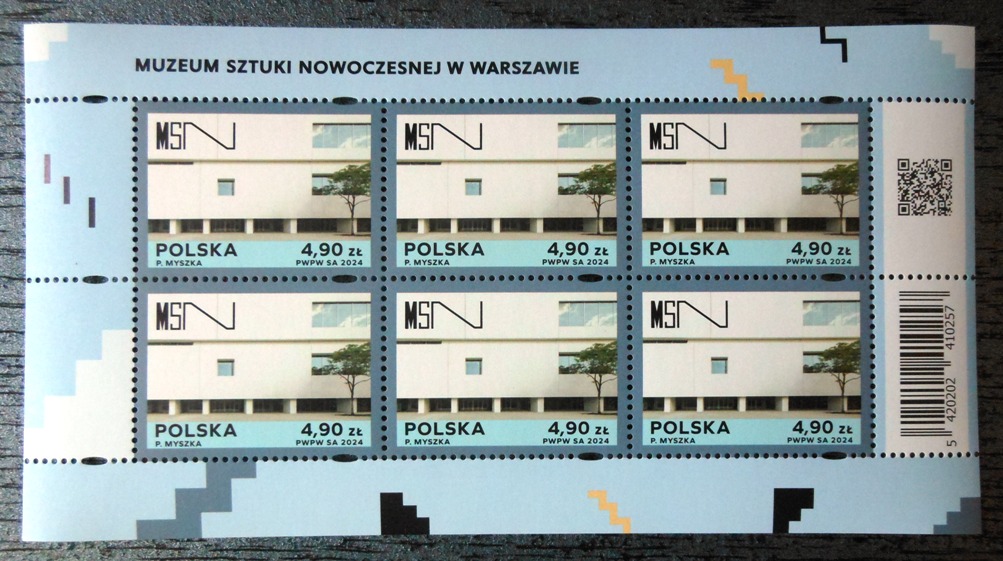 MUZEUM SZTUKI NOWOCZESNEJ W WARSZAWIE
MSN
POLSKA 4,90 ZŁ
P. MYSZKA PWPW SA 2024
MSN
POLSKA 4,90 ZŁ
P. MYSZKA PWPW SA 2024
MSN
POLSKA 4,90 ZŁ
P. MYSZKA PWPW SA 2024
MSN
POLSKA 4,90 ZŁ
P. MYSZKA PWPW SA 2024
MSN
POLSKA 4,90 ZŁ
P. MYSZKA PWPW SA 2024
MSN
POLSKA 4,90 ZŁ
P. MYSZKA PWPW SA 2024
5 420202 410257